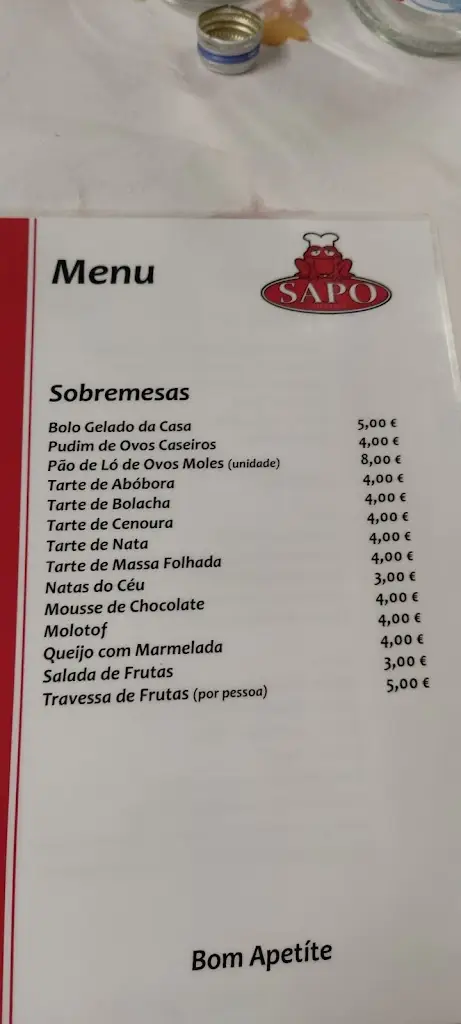 Menu
SAPO
Sobremesas
Bolo Gelado da Casa 5,00 €
Pudim de Ovos Caseiros 4,00 €
Pão de Ló de Ovos Moles (unidade) 8,00 €
Tarte de Abóbora 4,00 €
Tarte de Bolacha 4,00 €
Tarte de Cenoura 4,00 €
Tarte de Nata 4,00 €
Tarte de Massa Folhada 4,00 €
Natas do Céu 3,00 €
Mousse de Chocolate 4,00 €
Molotof 4,00 €
Queijo com Marmelada 4,00 €
Salada de Frutas 3,00 €
Travessa de Frutas (por pessoa) 5,00 €
Bom Apetíte